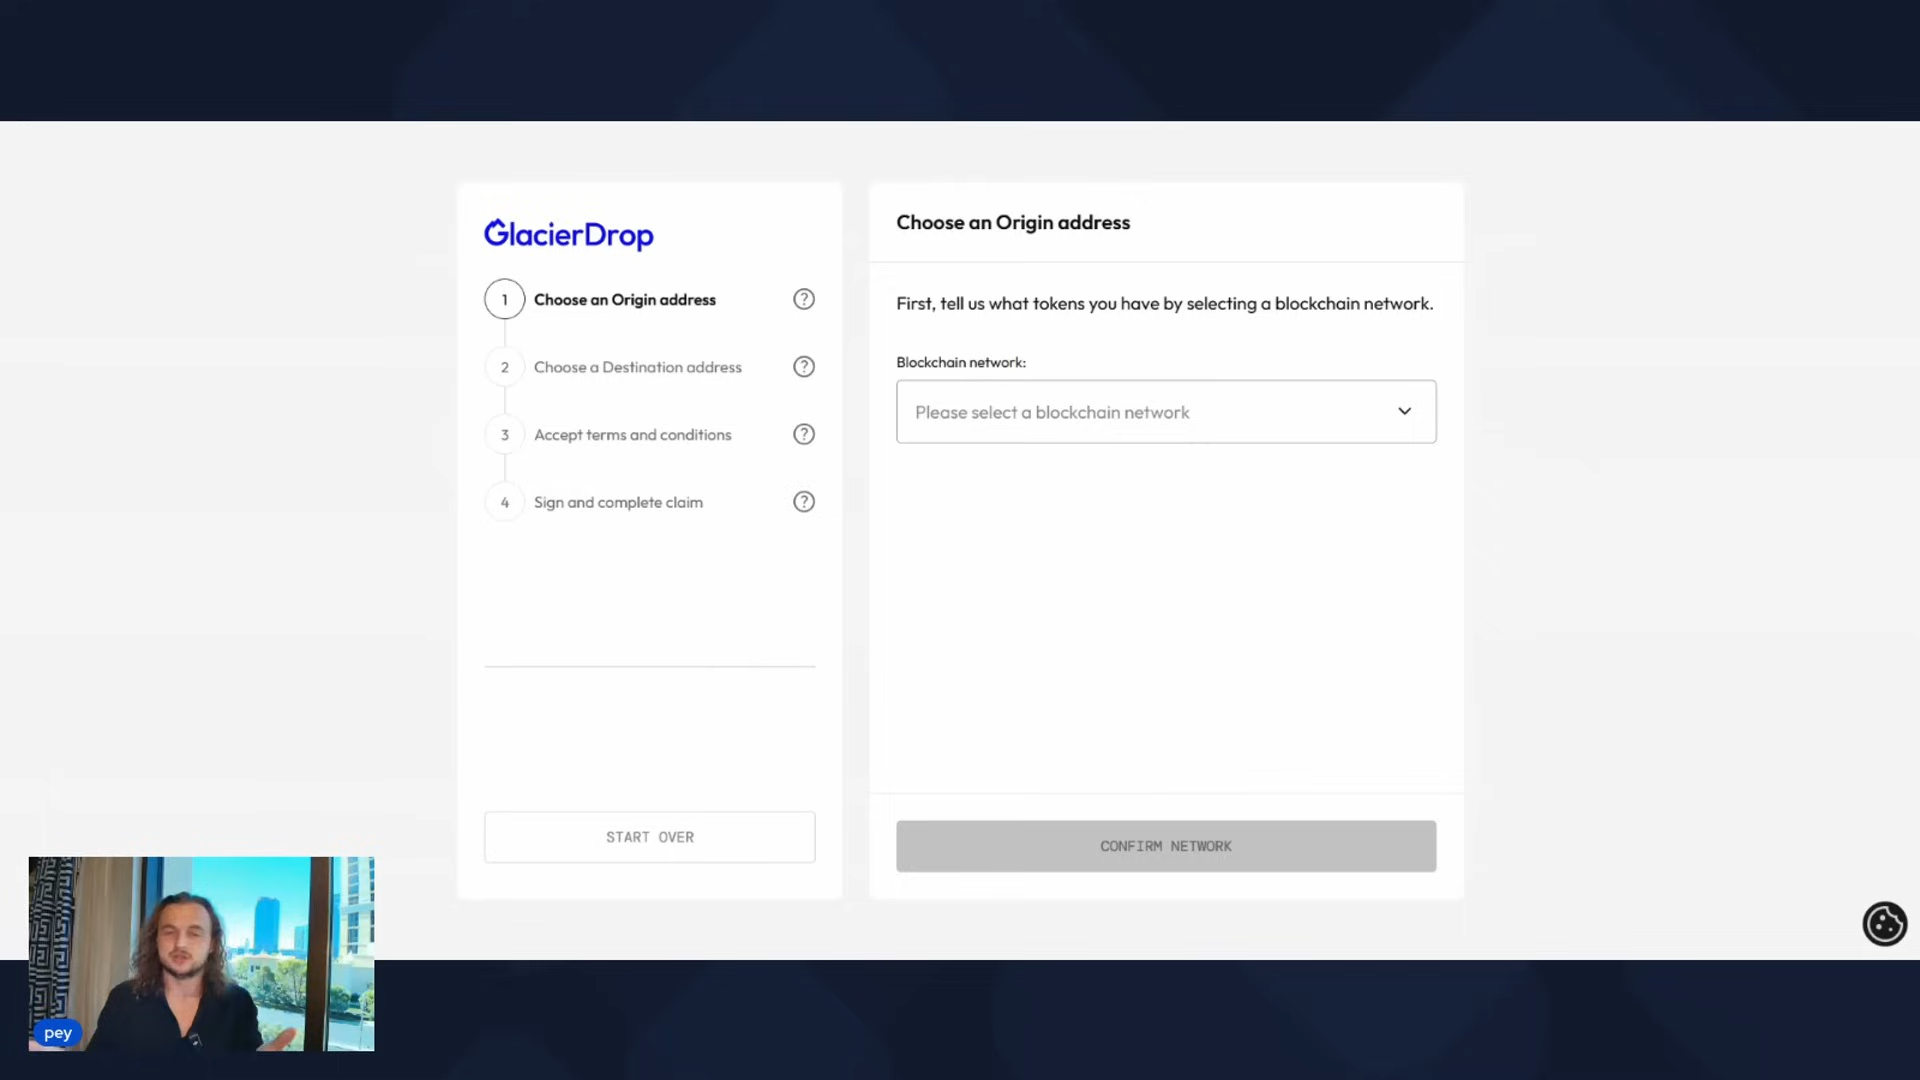 GlacierDrop
1 Choose an Origin address ?
2 Choose a Destination address ?
3 Accept terms and conditions ?
4 Sign and complete claim ?
START OVER
Choose an Origin address
First, tell us what tokens you have by selecting a blockchain network.
Blockchain network:
Please select a blockchain network
CONFIRM NETWORK
pey